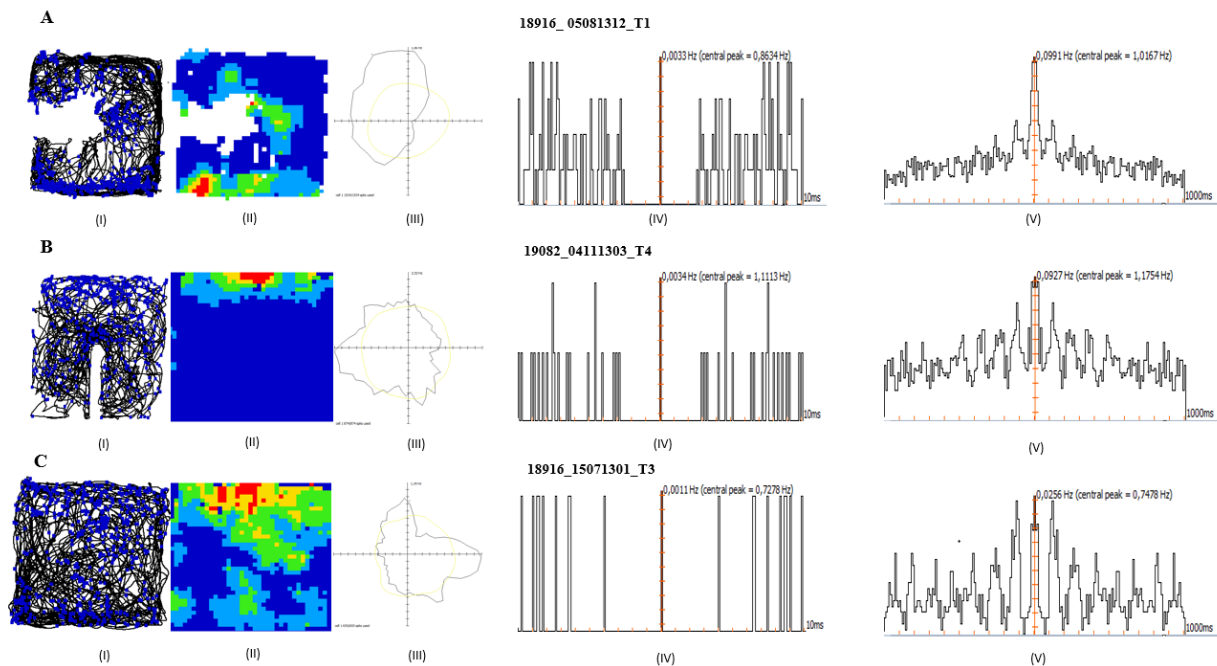 A
18916_ 05081312_T1
0,0033 Hz (central peak = 0,8634 Hz)
0,0991 Hz (central peak = 1,0167 Hz)
10ms
1000ms
(I)
(II)
(III)
(IV)
(V)
B
19082_04111303_T4
0,0034 Hz (central peak = 1,1113 Hz)
0,0927 Hz (central peak = 1,1754 Hz)
10ms
1000ms
(I)
(II)
(III)
(IV)
(V)
C
18916_15071301_T3
0,0011 Hz (central peak = 0,7278 Hz)
0,0256 Hz (central peak = 0,7478 Hz)
10ms
1000ms
(I)
(II)
(III)
(IV)
(V)